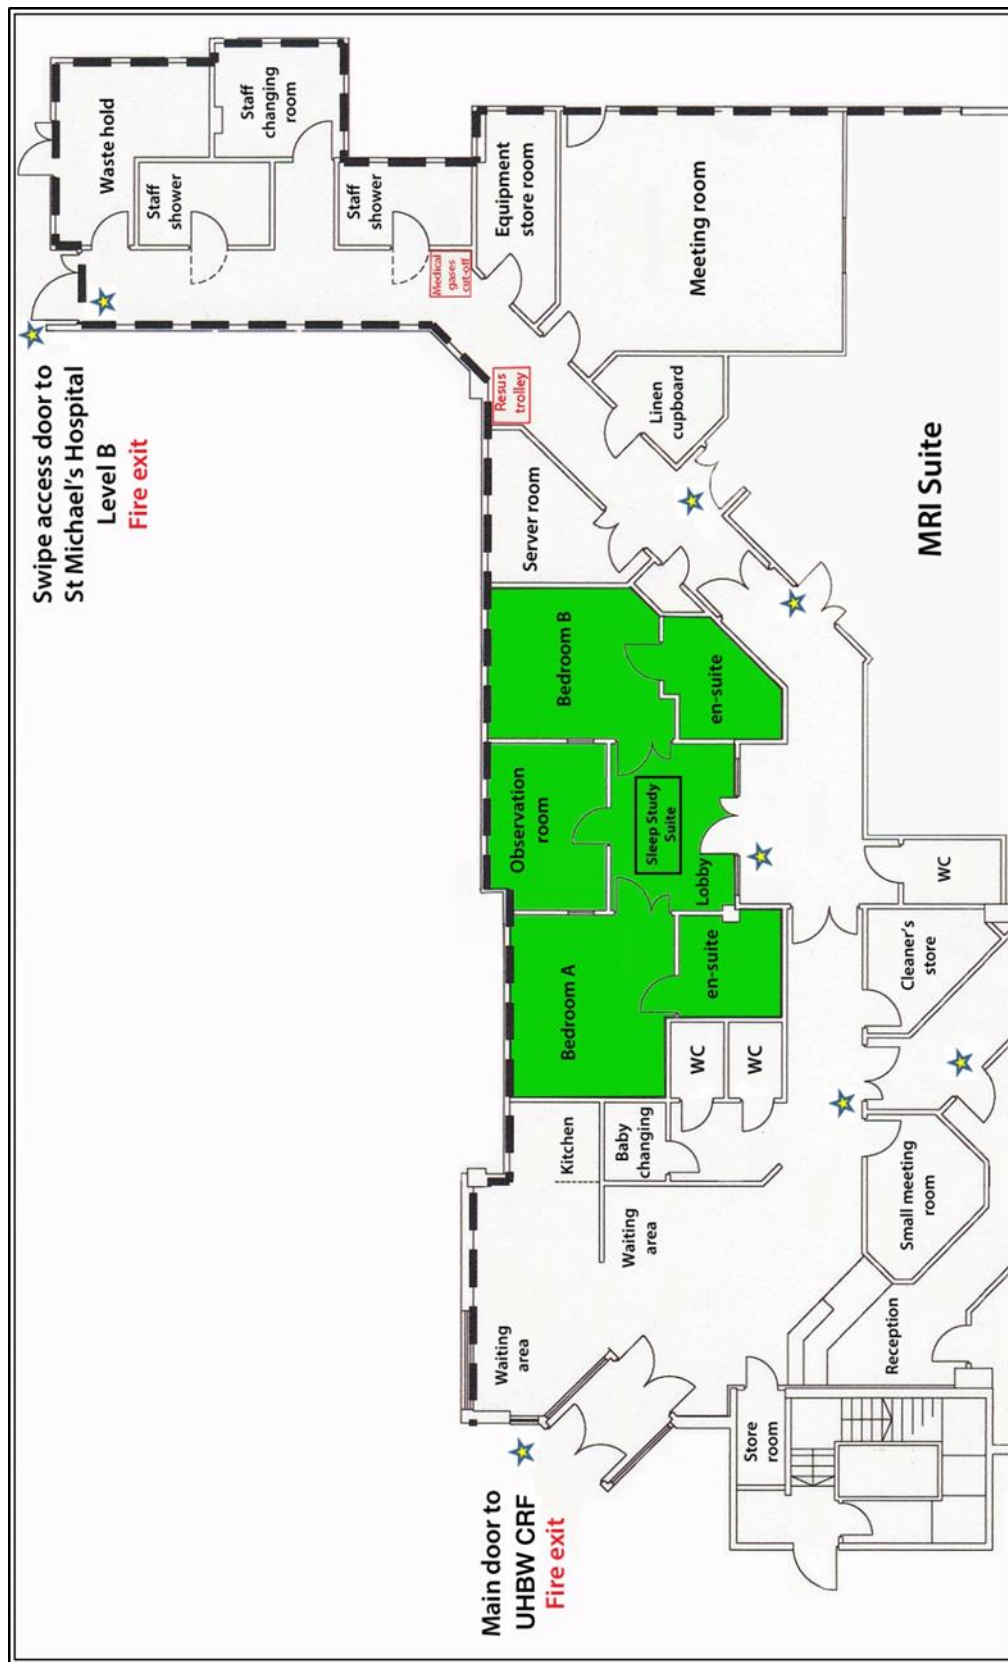 Swipe access door to
St Michael's Hospital
Level B
Fire exit
Waste hold
Staff
changing
room
Staff
shower
Staff
shower
Medical
gases
cut-off
Equipment
store room
Meeting room
Resus
trolley
Linen
cupboard
Server room
MRI Suite
Bedroom B
en-suite
Observation
room
Sleep Study
Suite
Lobby
Bedroom A
en-suite
WC
WC
WC
Cleaner's
store
Kitchen
Baby
changing
Waiting
area
Small meeting
room
Waiting
area
Reception
Store
room
Main door to
UHBW CRF
Fire exit